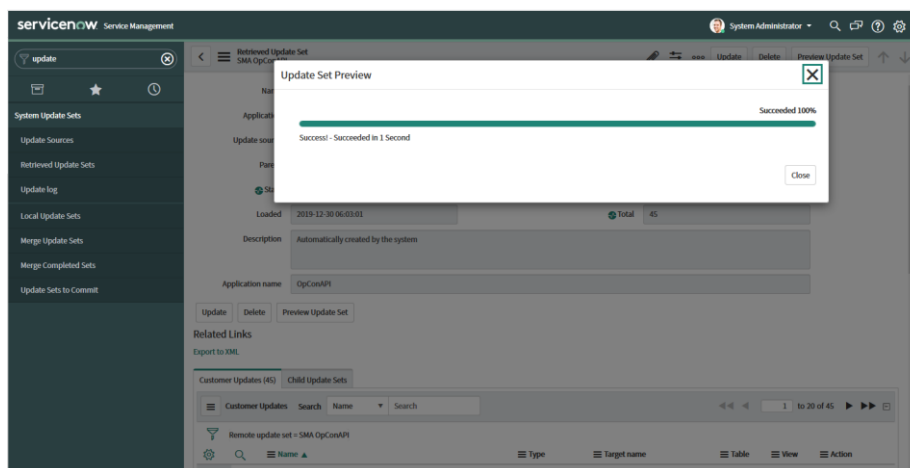 servicenow Service Management
System Administrator
update
Retrieved Update Set
SMA OpConAPI
Update Delete Preview Update Set
Update Set Preview
Succeeded 100%
Success! - Succeeded in 1 Second
Close
System Update Sets
Update Sources
Retrieved Update Sets
Update log
Local Update Sets
Merge Update Sets
Merge Completed Sets
Update Sets to Commit
Loaded 2019-12-30 06:03:01
Total 45
Description Automatically created by the system
Application name OpConAPI
Update Delete Preview Update Set
Related Links
Export to XML
Customer Updates (45) Child Update Sets
Customer Updates Search Name Search
1 to 20 of 45
Remote update set = SMA OpConAPI
Name Type Target name Table View Action